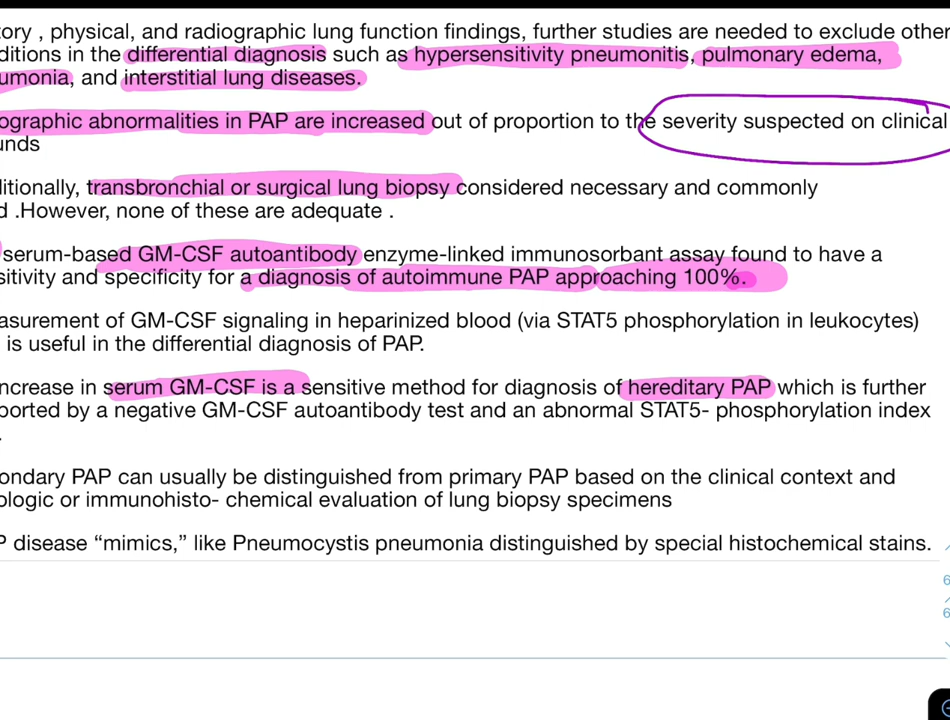 tory , physical, and radiographic lung function findings, further studies are needed to exclude other
ditions in the differential diagnosis such as hypersensitivity pneumonitis, pulmonary edema,
umonia, and interstitial lung diseases.
ographic abnormalities in PAP are increased out of proportion to the severity suspected on clinical
unds
ditionally, transbronchial or surgical lung biopsy considered necessary and commonly
d .However, none of these are adequate .
serum-based GM-CSF autoantibody enzyme-linked immunosorbant assay found to have a
sitivity and specificity for a diagnosis of autoimmune PAP approaching 100%.
asurement of GM-CSF signaling in heparinized blood (via STAT5 phosphorylation in leukocytes)
is useful in the differential diagnosis of PAP.
ncrease in serum GM-CSF is a sensitive method for diagnosis of hereditary PAP which is further
ported by a negative GM-CSF autoantibody test and an abnormal STAT5- phosphorylation index
.
ondary PAP can usually be distinguished from primary PAP based on the clinical context and
ologic or immunohisto- chemical evaluation of lung biopsy specimens
P disease “mimics,” like Pneumocystis pneumonia distinguished by special histochemical stains.
6
6